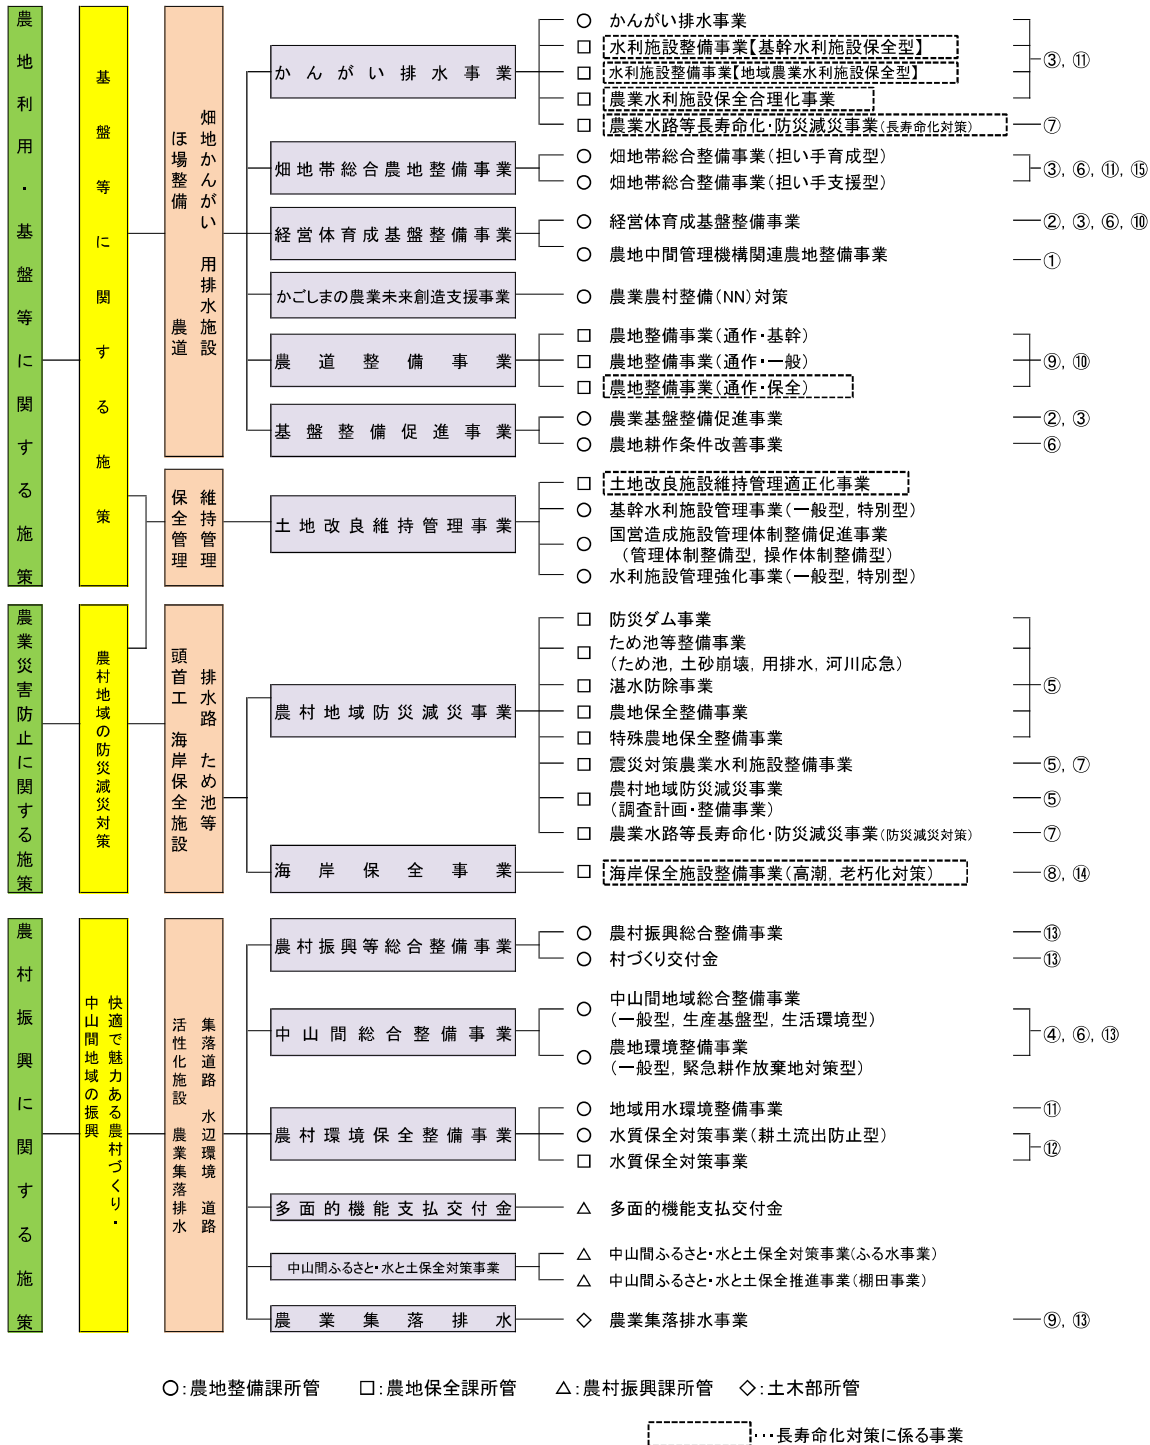 農地利用・基盤等に関する施策
基盤等に関する施策
畑地かんがい 用排水施設
ほ場整備 農道
かんがい排水事業
○ かんがい排水事業
□ 水利施設整備事業【基幹水利施設保全型】
□ 水利施設整備事業【地域農業水利施設保全型】
□ 農業水利施設保全合理化事業
③, ⑪
□ 農業水路等長寿命化・防災減災事業(長寿命化対策)
⑦
畑地帯総合農地整備事業
○ 畑地帯総合整備事業(担い手育成型)
○ 畑地帯総合整備事業(担い手支援型)
③, ⑥, ⑪, ⑮
経営体育成基盤整備事業
○ 経営体育成基盤整備事業
②, ③, ⑥, ⑩
○ 農地中間管理機構関連農地整備事業
①
かごしまの農業未来創造支援事業
○ 農業農村整備(NN)対策
農道整備事業
□ 農地整備事業(通作・基幹)
□ 農地整備事業(通作・一般)
□ 農地整備事業(通作・保全)
⑨, ⑩
基盤整備促進事業
○ 農業基盤整備促進事業
②, ③
○ 農地耕作条件改善事業
⑥
維持管理
保全管理
土地改良維持管理事業
□ 土地改良施設維持管理適正化事業
○ 基幹水利施設管理事業(一般型, 特別型)
○ 国営造成施設管理体制整備促進事業
(管理体制整備型, 操作体制整備型)
○ 水利施設管理強化事業(一般型, 特別型)
農業災害防止に関する施策
農村地域の防災減災対策
排水路 ため池等
頭首工 海岸保全施設
農村地域防災減災事業
□ 防災ダム事業
□ ため池等整備事業
(ため池, 土砂崩壊, 用排水, 河川応急)
□ 湛水防除事業
□ 農地保全整備事業
□ 特殊農地保全整備事業
⑤
□ 震災対策農業水利施設整備事業
⑤, ⑦
□ 農村地域防災減災事業
(調査計画・整備事業)
⑤
□ 農業水路等長寿命化・防災減災事業(防災減災対策)
⑦
海岸保全事業
□ 海岸保全施設整備事業(高潮, 老朽化対策)
⑧, ⑭
農村振興に関する施策
快適で魅力ある農村づくり・
中山間地域の振興
集落道路 水辺環境 道路
活性化施設 農業集落排水
農村振興等総合整備事業
○ 農村振興総合整備事業
⑬
○ 村づくり交付金
⑬
中山間総合整備事業
○ 中山間地域総合整備事業
(一般型, 生産基盤型, 生活環境型)
○ 農地環境整備事業
(一般型, 緊急耕作放棄地対策型)
④, ⑥, ⑬
農村環境保全整備事業
○ 地域用水環境整備事業
⑪
○ 水質保全対策事業(耕土流出防止型)
□ 水質保全対策事業
⑫
多面的機能支払交付金
△ 多面的機能支払交付金
中山間ふるさと・水と土保全対策事業
△ 中山間ふるさと・水と土保全対策事業(ふる水事業)
△ 中山間ふるさと・水と土保全推進事業(棚田事業)
農業集落排水
◇ 農業集落排水事業
⑨, ⑬
○:農地整備課所管 □:農地保全課所管 △:農村振興課所管 ◇:土木部所管
・・・長寿命化対策に係る事業